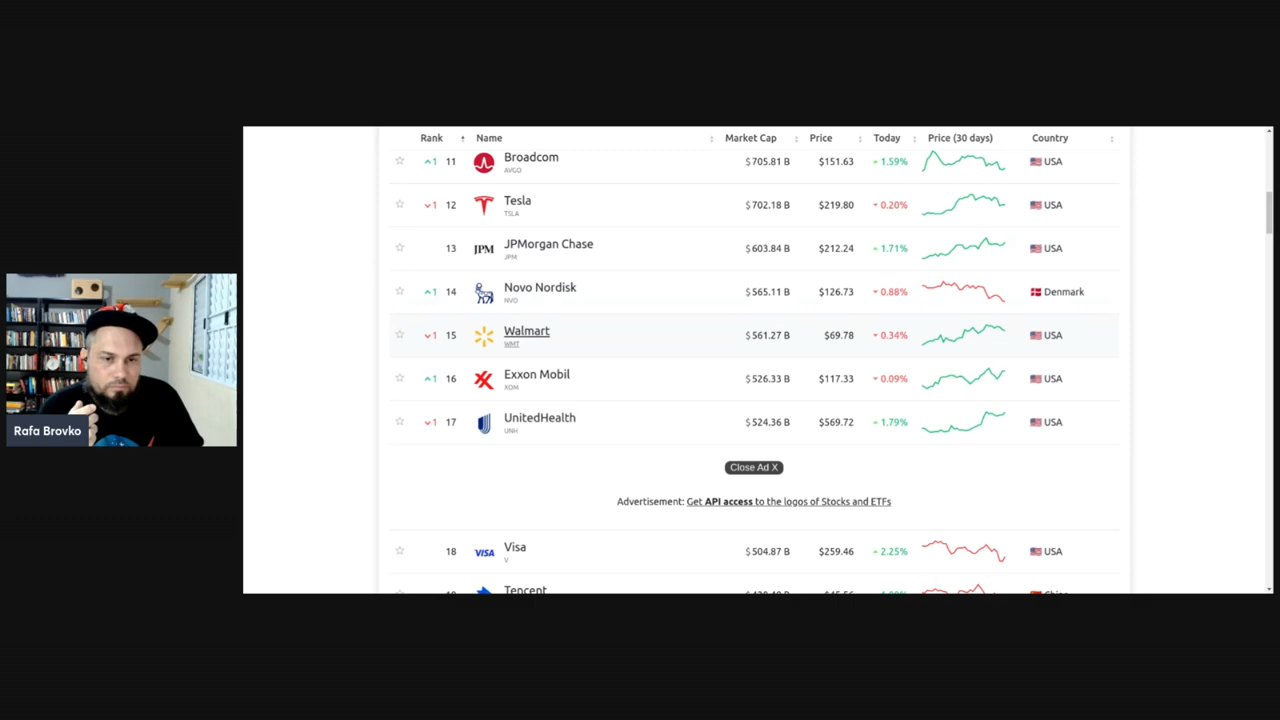 Rank Name Market Cap Price Today Price (30 days) Country
1 11 Broadcom AVGO $705.81 B $151.63 1.59% USA
1 12 Tesla TSLA $702.18 B $219.80 0.20% USA
13 JPM JPMorgan Chase JPM $603.84 B $212.24 1.71% USA
1 14 Novo Nordisk NVO $565.11 B $126.73 0.88% Denmark
1 15 Walmart WMT $561.27 B $69.78 0.34% USA
1 16 Exxon Mobil XOM $526.33 B $117.33 0.09% USA
1 17 UnitedHealth UNH $524.36 B $569.72 1.79% USA
Rafa Brovko
Close Ad X
Advertisement: Get API access to the logos of Stocks and ETFs
18 VISA Visa V $504.87 B $259.46 2.25% USA
Tencent